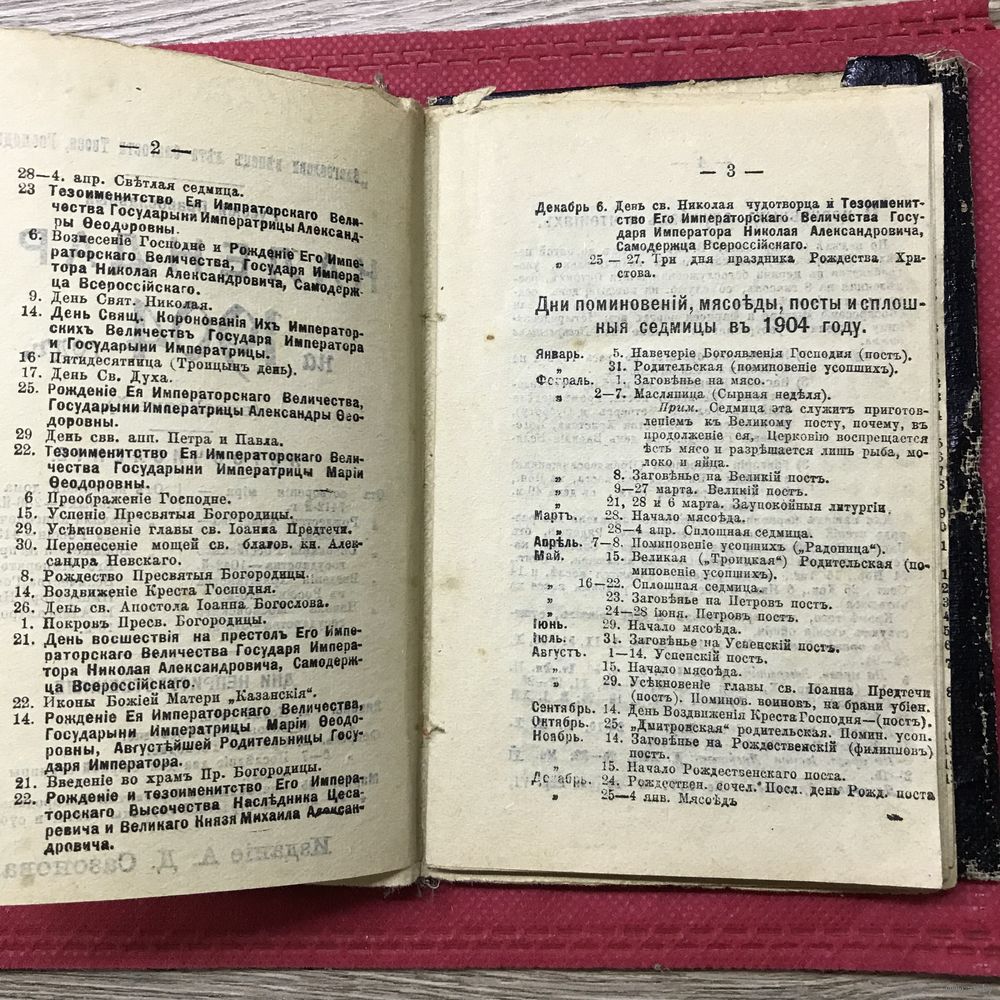 — 2 —
28—4. апр. Свѣтлая седмица.
23 Тезоименитство Ея Импраторскаго Вели-
чества Государыни Императрицы Александ-
ры Ѳеодоровны.
6. Вознесеніе Господне и Рожденіе Его Импе-
раторскаго Величества, Государя Импера-
тора Николая Александровича, Самодерж-
ца Всероссійскаго.
9. День Свят. Николая.
14. День Свящ. Коронованія Ихъ Император-
скихъ Величествъ Государя Императора
и Государыни Императрицы.
16 Пятидесятница (Троицынъ день).
17. День Св. Духа.
25. Рожденіе Ея Императорскаго Величества,
Государыни Императрицы Александры Ѳео-
доровны.
29 День свв. апп. Петра и Павла.
22. Тезоименитство Ея Императорскаго Вели-
чества Государыни Императрицы Маріи
Ѳеодоровны.
6 Преображеніе Господне.
15. Успеніе Пресвятыя Богородицы.
29. Усѣкновеніе главы св. Іоанна Предтечи.
30. Перенесеніе мощей св. благов. кн. Алек-
сандра Невскаго.
8. Рождество Пресвятыя Богородицы.
14. Воздвиженіе Креста Господня.
26. День св. Апостола Іоанна Богослова.
1. Покровъ Пресв. Богородицы.
21. День восшествія на престолъ Его Импе-
раторскаго Величества Государя Импера-
тора Николая Александровича, Самодерж-
ца Всероссійскаго.
22. Иконы Божіей Матери „Казанскія“.
14. Рожденіе Ея Императорскаго Величества,
Государыни Императрицы Маріи Ѳеодо-
ровны, Августѣйшей Родительницы Госу-
даря Императора.
21. Введеніе во храмъ Пр. Богородицы.
22. Рожденіе и тезоименитство Его Импера-
торскаго Высочества Наслѣдника Цеса-
ревича и Великаго Князя Михаила Алексан-
дровича.
— 3 —
Декабрь 6. День св. Николая чудотворца и Тезоименит-
ство Его Императорскаго Величества Госу-
даря Императора Николая Александровича,
Самодержца Всероссійскаго.
„ 25 — 27. Три дня праздника Рождества Хри-
стова.
Дни поминовеній, мясоѣды, посты и сплош-
ныя седмицы въ 1904 году.
Январь. 5. Навечеріе Богоявленія Господня (постъ).
„ 31. Родительская (поминовеніе усопшихъ).
Февраль. 1. Заговѣнье на мясо.
„ 2—7. Масляница (Сырная недѣля).
Прим. Седмица эта служитъ приготов-
леніемъ къ Великому посту, почему, въ
продолженіе ея, Церковію воспрещается
ѣсть мясо и разрѣшается лишь рыба, мо-
локо и яйца.
„ 8. Заговѣнье на Великій постъ.
„ 9—27 марта. Великій постъ.
„ 21, 28 и 6 марта. Заупокойныя литургіи.
Мартъ. 28. Начало мясоѣда.
„ 28—4 апр. Сплошная седмица.
Апрѣль. 7—8. Поминовеніе усопшихъ („Радоница“).
Май. 15. Великая („Троицкая“) Родительская (по-
миновеніе усопшихъ).
„ 16—22. Сплошная седмица.
„ 23. Заговѣнье на Петровъ постъ.
„ 24—28 іюня. Петровъ постъ.
Іюнь. 29. Начало мясоѣда.
Іюль. 31. Заговѣнье на Успенскій постъ.
Августъ. 1—14. Успенскій постъ.
„ 15. Начало мясоѣда.
„ 29. Усѣкновеніе главы св. Іоанна Предтечи
(постъ). Поминов. воиновъ, на брани убіен.
Сентябрь. 14. День Воздвиженія Креста Господня—(постъ).
Октябрь. 25. „Дмитровская“ родительская. Помин. усоп.
Ноябрь. 14. Заговѣнье на Рождественскій (филипповъ)
постъ.
„ 15. Начало Рождественскаго поста.
Декабрь. 24. Рождествен. сочел. Посл. день Рожд. поста
„ 25—4 янв. Мясоѣдъ